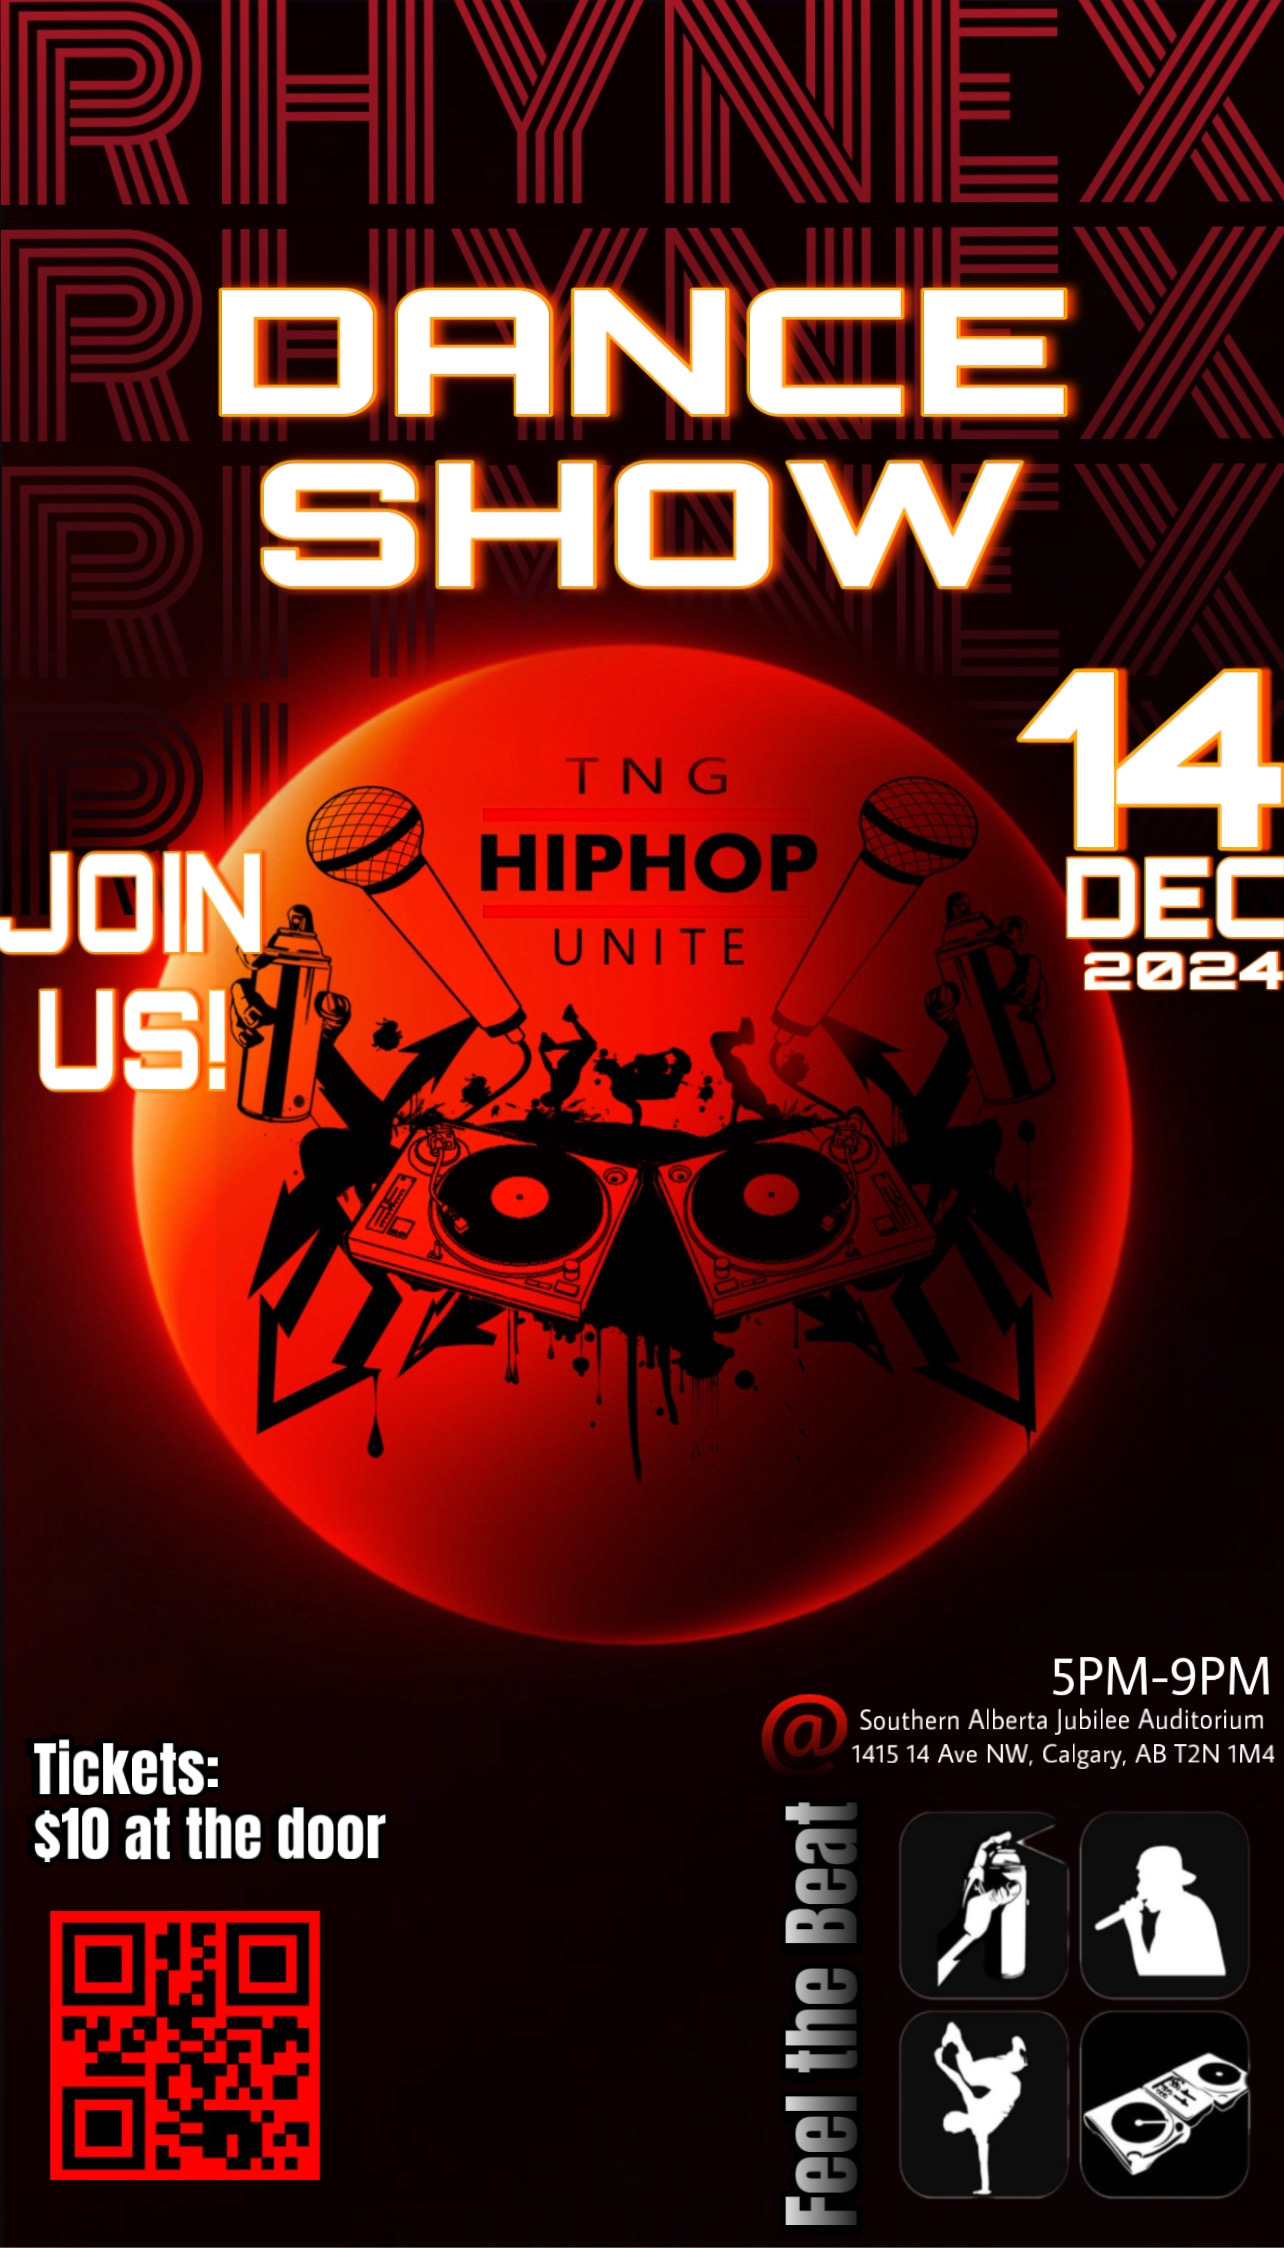 RHYNEX
RHYNEX
DANCE
RHYNEX
SHOW
14
DEC
2024
TNG
HIPHOP
UNITE
JOIN
US!
5PM-9PM
@ Southern Alberta Jubilee Auditorium
1415 14 Ave NW, Calgary, AB T2N 1M4
Tickets:
$10 at the door
Feel the Beat